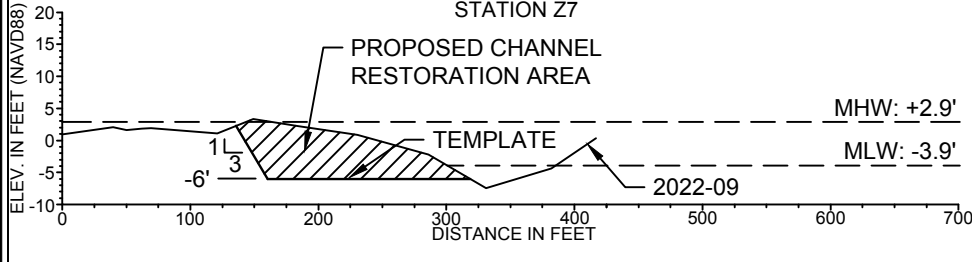 STATION Z7
ELEV. IN FEET (NAVD88)
20
15
10
5
0
-5
-10
PROPOSED CHANNEL
RESTORATION AREA
MHW: +2.9'
TEMPLATE
MLW: -3.9'
1
3
-6'
2022-09
0
100
200
300
400
500
600
700
DISTANCE IN FEET